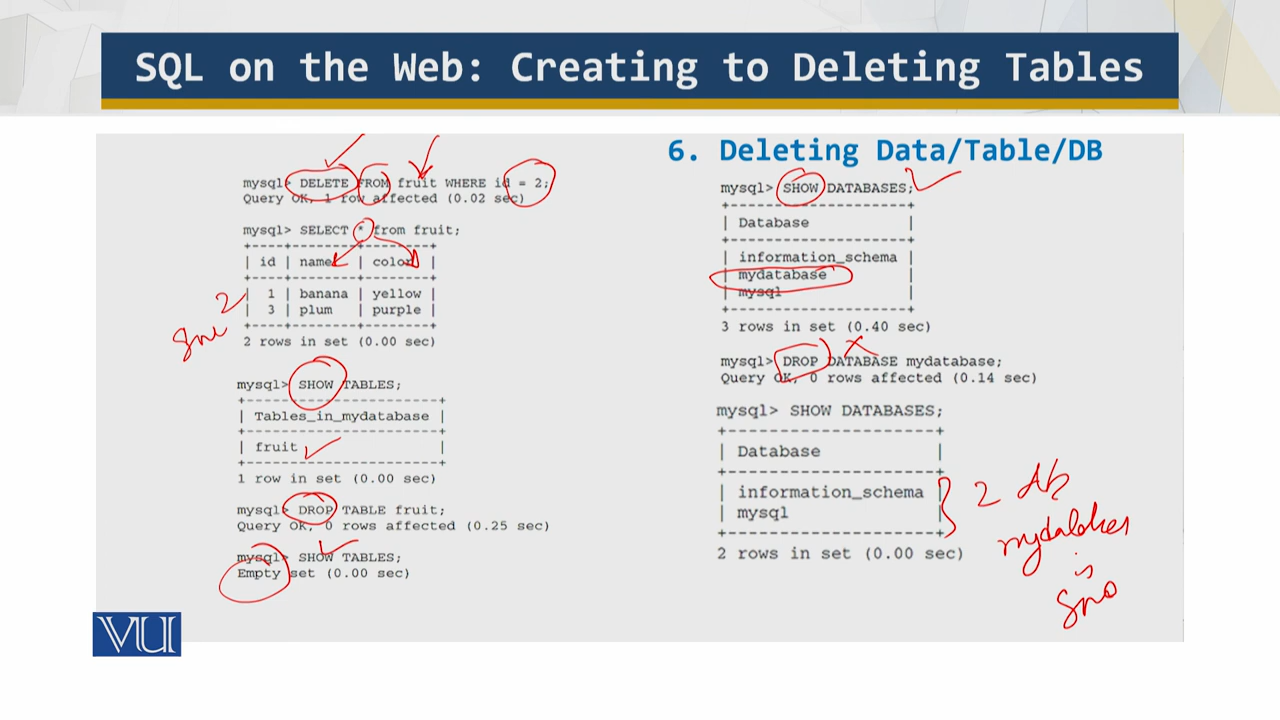 SQL on the Web: Creating to Deleting Tables
mysql> DELETE FROM fruit WHERE id = 2;
Query OK, 1 row affected (0.02 sec)
mysql> SELECT * from fruit;
+----+--------+--------+
| id | name | color |
+----+--------+--------+
| 1 | banana | yellow |
| 3 | plum | purple |
+----+--------+--------+
2 rows in set (0.00 sec)
2
mysql> SHOW TABLES;
+----------------------+
| Tables_in_mydatabase |
+----------------------+
| fruit |
+----------------------+
1 row in set (0.00 sec)
mysql> DROP TABLE fruit;
Query OK, 0 rows affected (0.25 sec)
mysql> SHOW TABLES;
Empty set (0.00 sec)
6. Deleting Data/Table/DB
mysql> SHOW DATABASES;
+--------------------+
| Database |
+--------------------+
| information_schema |
| mydatabase |
| mysql |
+--------------------+
3 rows in set (0.40 sec)
mysql> DROP DATABASE mydatabase;
Query OK, 0 rows affected (0.14 sec)
mysql> SHOW DATABASES;
+--------------------+
| Database |
+--------------------+
| information_schema |
| mysql |
+--------------------+
2 rows in set (0.00 sec)
2
is
VU